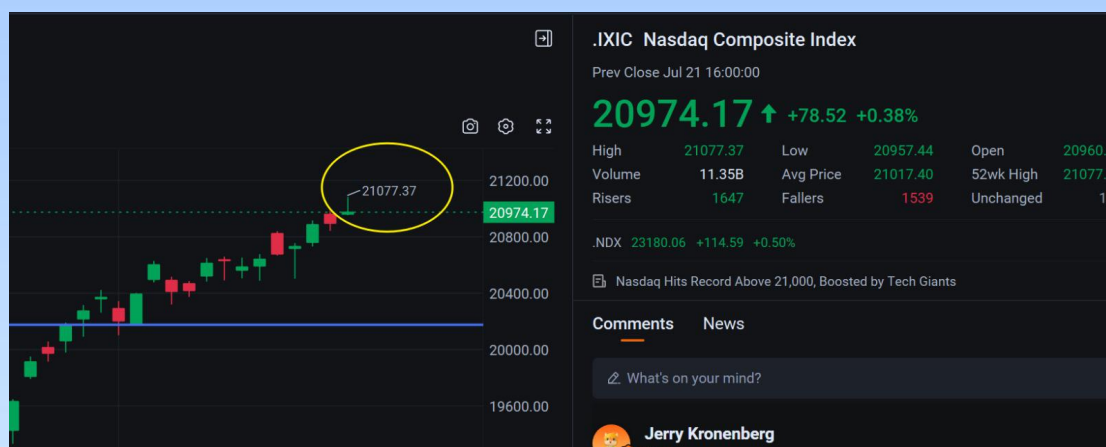 21077.37
21200.00
20974.17
20800.00
20400.00
20000.00
19600.00
.IXIC Nasdaq Composite Index
Prev Close Jul 21 16:00:00
20974.17 +78.52 +0.38%
High 21077.37 Low 20957.44 Open 20960.
Volume 11.35B Avg Price 21017.40 52wk High 21077.
Risers 1647 Fallers 1539 Unchanged 1
.NDX 23180.06 +114.59 +0.50%
Nasdaq Hits Record Above 21,000, Boosted by Tech Giants
Comments News
What's on your mind?
Jerry Kronenberg